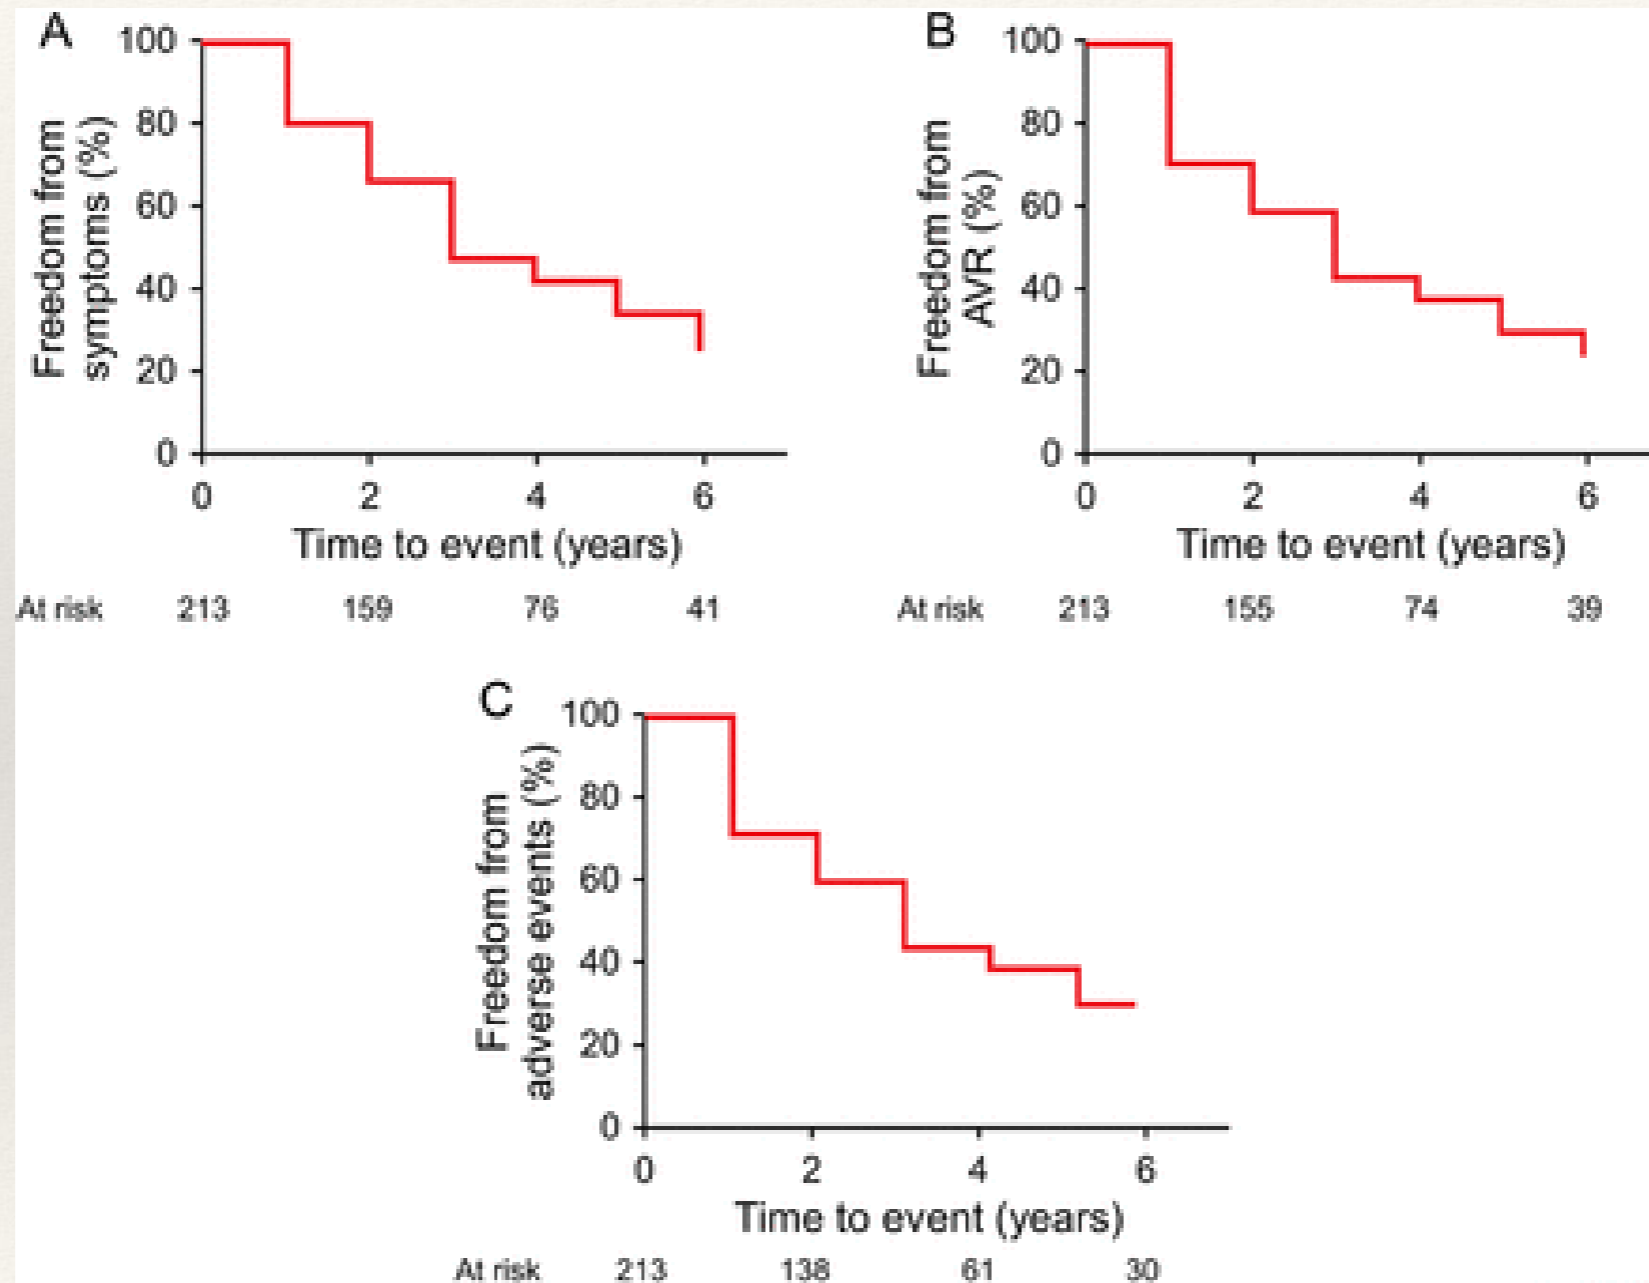 A
100
80
60
40
20
0
Freedom from
symptoms (%)
0 2 4 6
Time to event (years)
At risk 213 159 76 41
B
100
80
60
40
20
0
Freedom from
AVR (%)
0 2 4 6
Time to event (years)
At risk 213 155 74 39
C
100
80
60
40
20
0
Freedom from
adverse events (%)
0 2 4 6
Time to event (years)
At risk 213 138 61 30